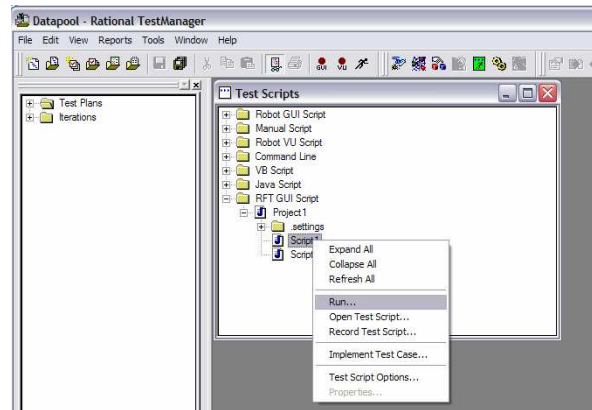 Datapool - Rational TestManager
File Edit View Reports Tools Window Help
GUI VU
Test Plans
Iterations
Test Scripts
Robot GUI Script
Manual Script
Robot VU Script
Command Line
VB Script
Java Script
RFT GUI Script
Project1
.settings
Script1
Script
Expand All
Collapse All
Refresh All
Run...
Open Test Script...
Record Test Script...
Implement Test Case...
Test Script Options...
Properties...